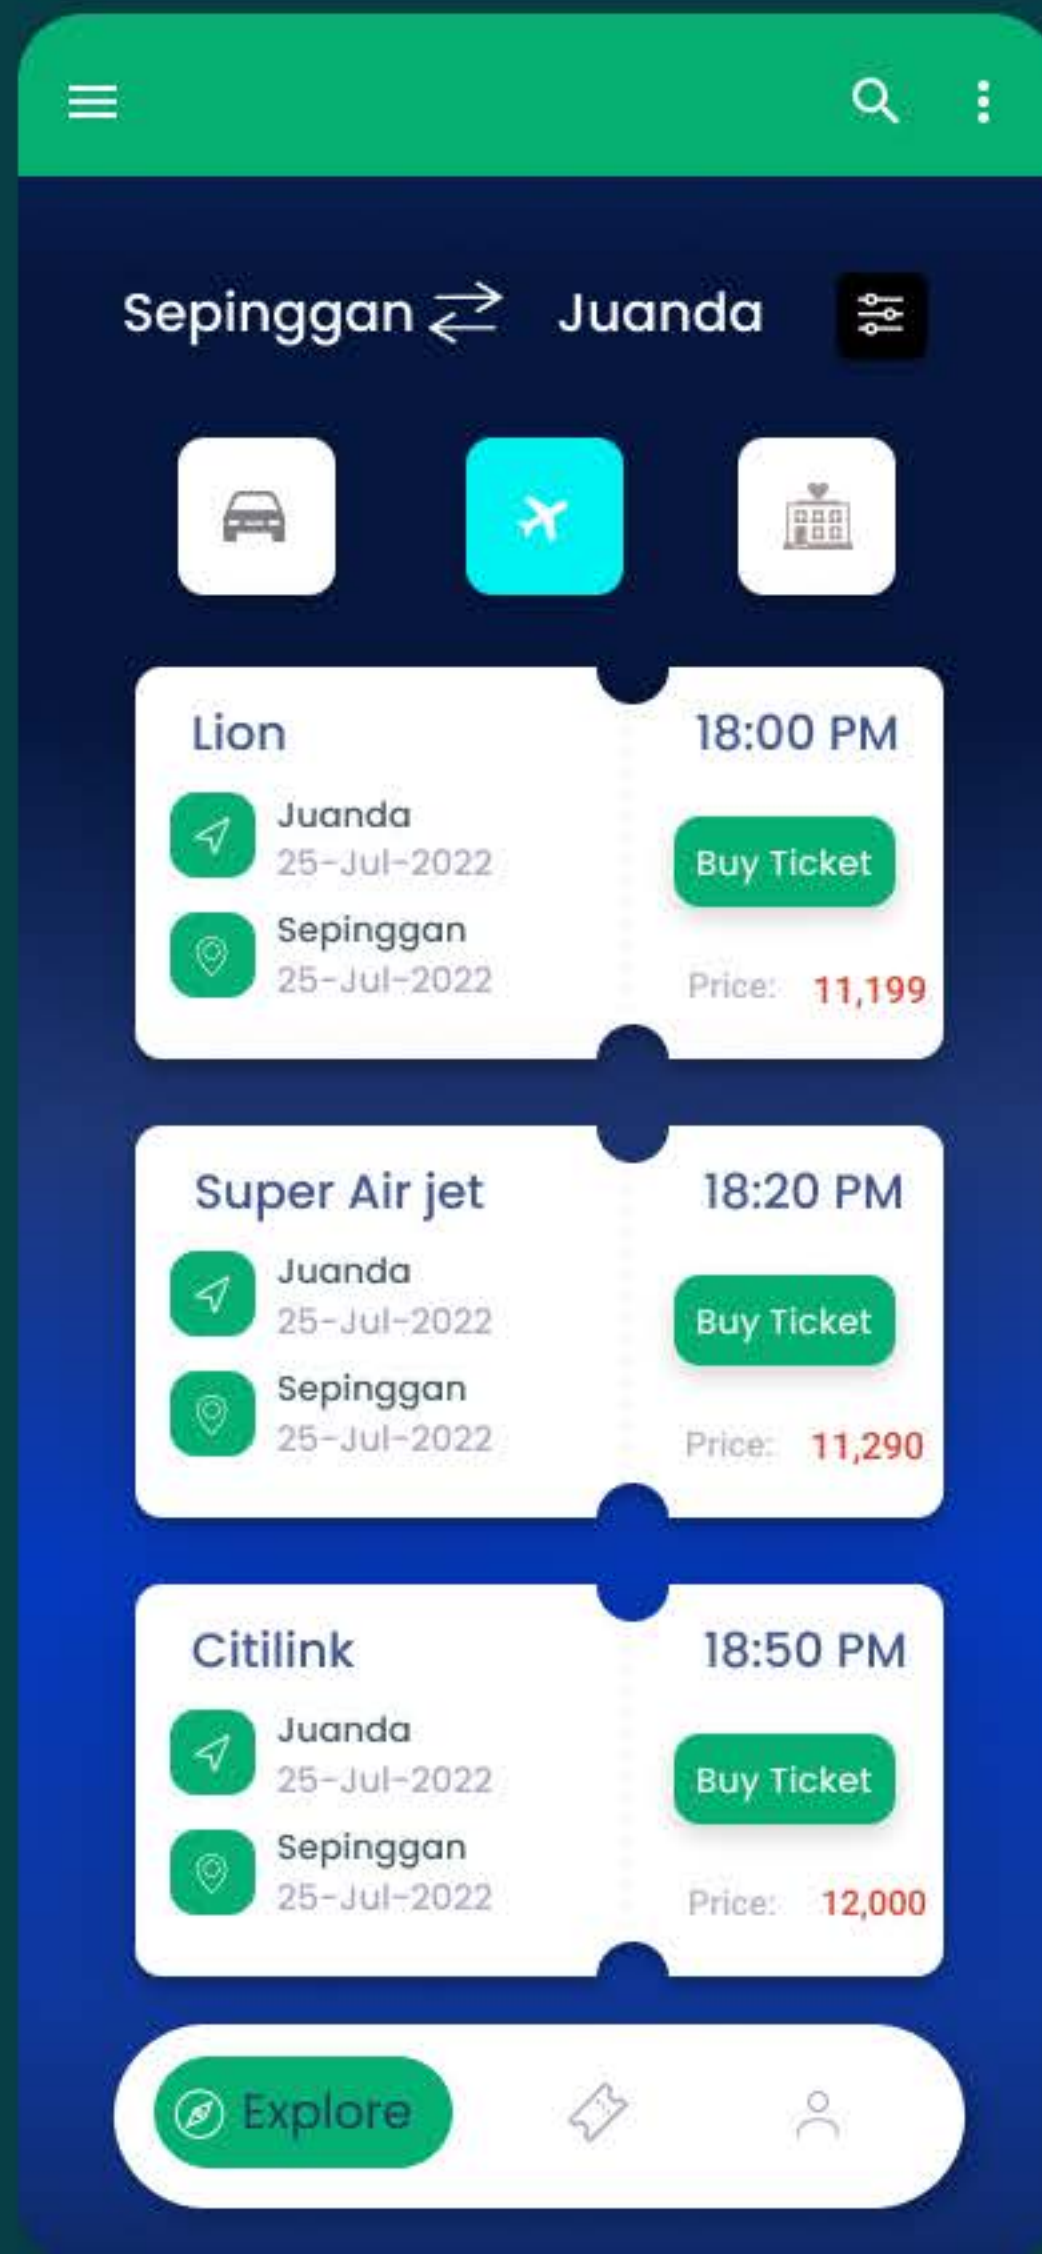 Sepinggan Juanda
Lion
18:00 PM
Juanda
25-Jul-2022
Buy Ticket
Sepinggan
25-Jul-2022
Price: 11,199
Super Air jet
18:20 PM
Juanda
25-Jul-2022
Buy Ticket
Sepinggan
25-Jul-2022
Price: 11,290
Citilink
18:50 PM
Juanda
25-Jul-2022
Buy Ticket
Sepinggan
25-Jul-2022
Price: 12,000
Explore